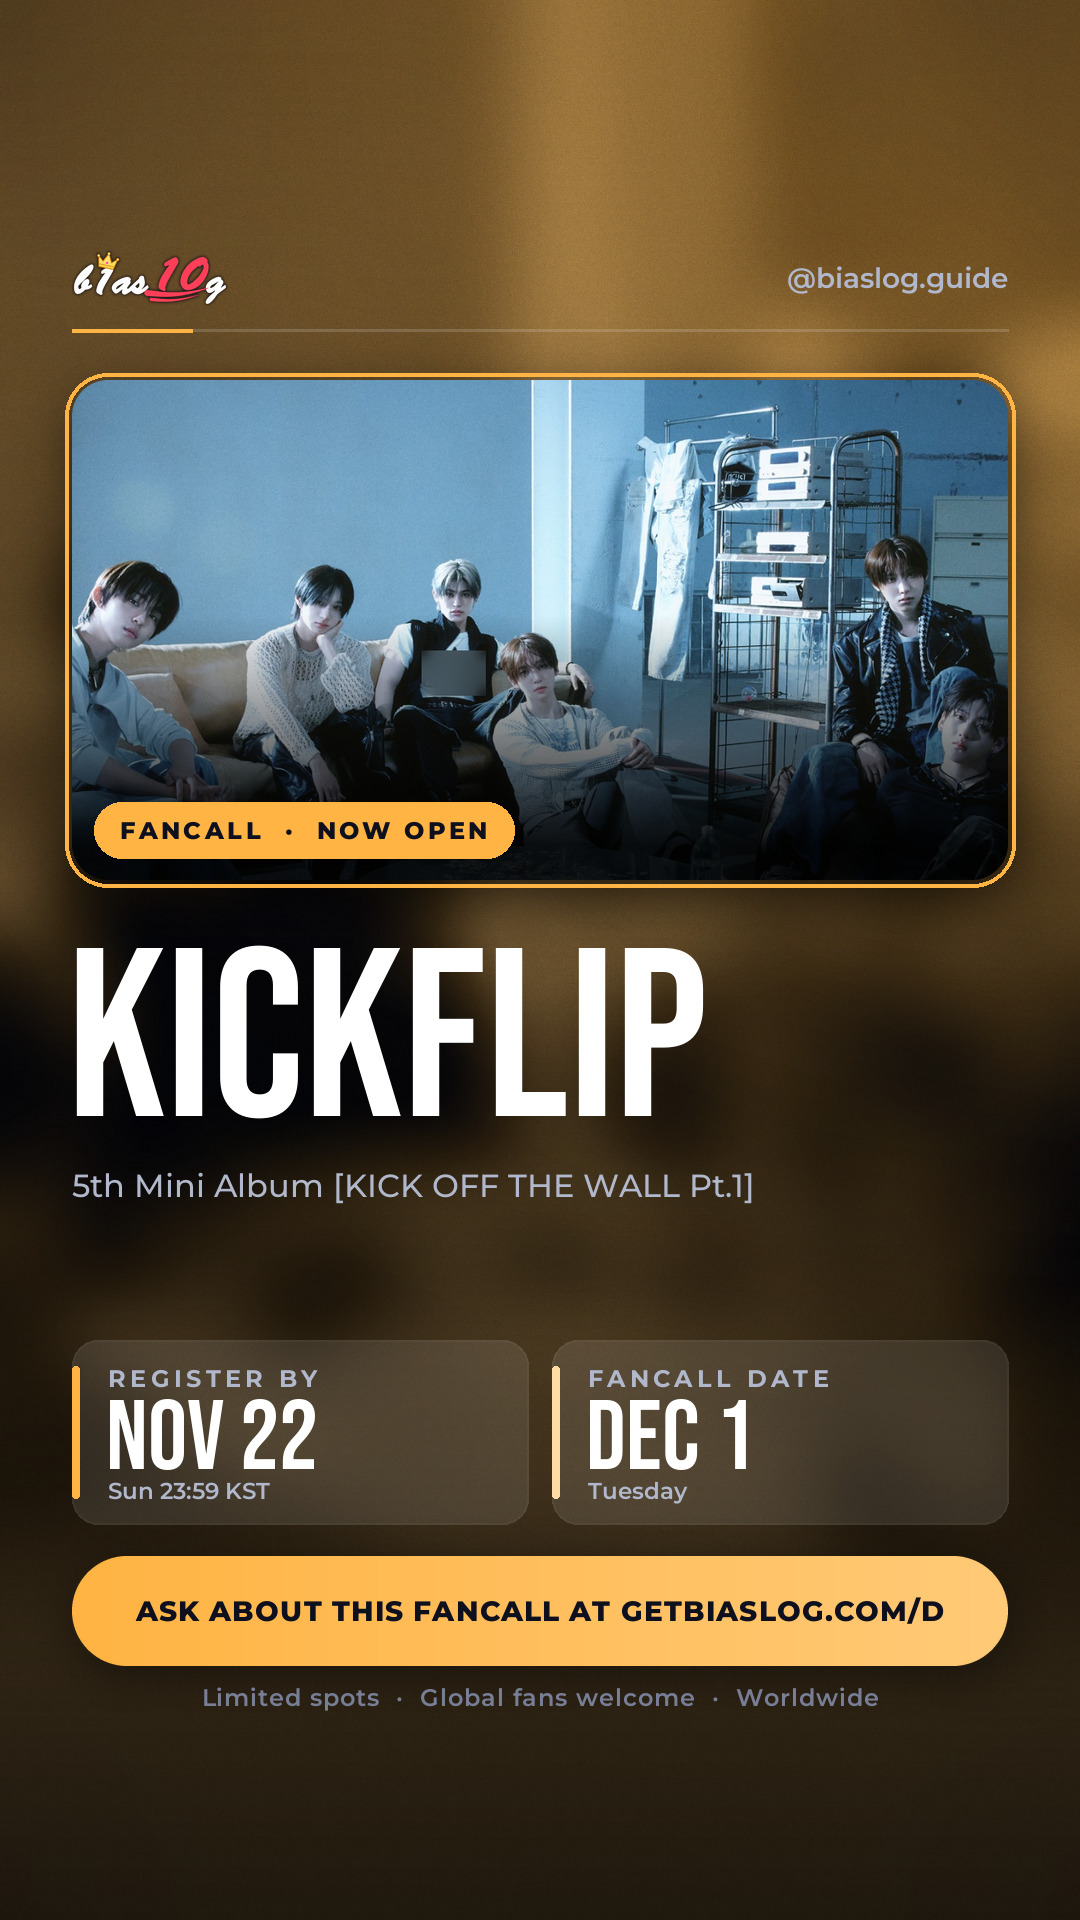 b1as10g
@biaslog.guide
FANCALL · NOW OPEN
KICKFLIP
5th Mini Album [KICK OFF THE WALL Pt.1]
REGISTER BY
NOV 22
Sun 23:59 KST
FANCALL DATE
DEC 1
Tuesday
ASK ABOUT THIS FANCALL AT GETBIASLOG.COM/D
Limited spots · Global fans welcome · Worldwide